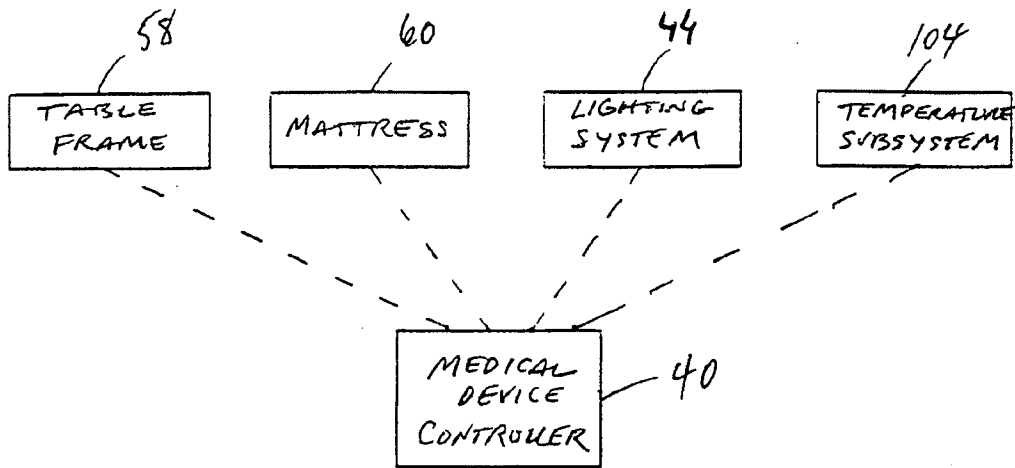 58
60
44
104
TABLE
FRAME
MATTRESS
LIGHTING
SYSTEM
TEMPERATURE
SUBSYSTEM
MEDICAL
DEVICE
CONTROLLER
40